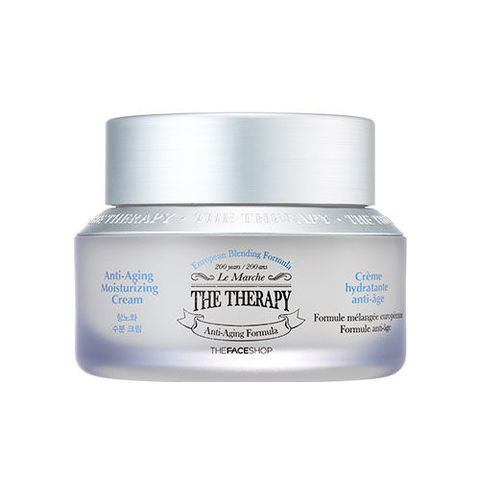 THE THERAPY · THE THERAPY · THE THERAPY
European Blending Formula
200 years / 200 ans
Le Marche
THE THERAPY
Anti-Aging Formula
THEFACESHOP
Anti-Aging
Moisturizing
Cream
항노화
수분 크림
Crème
hydratante
anti-âge
Formule mélangée européenne
Formule anti-âge